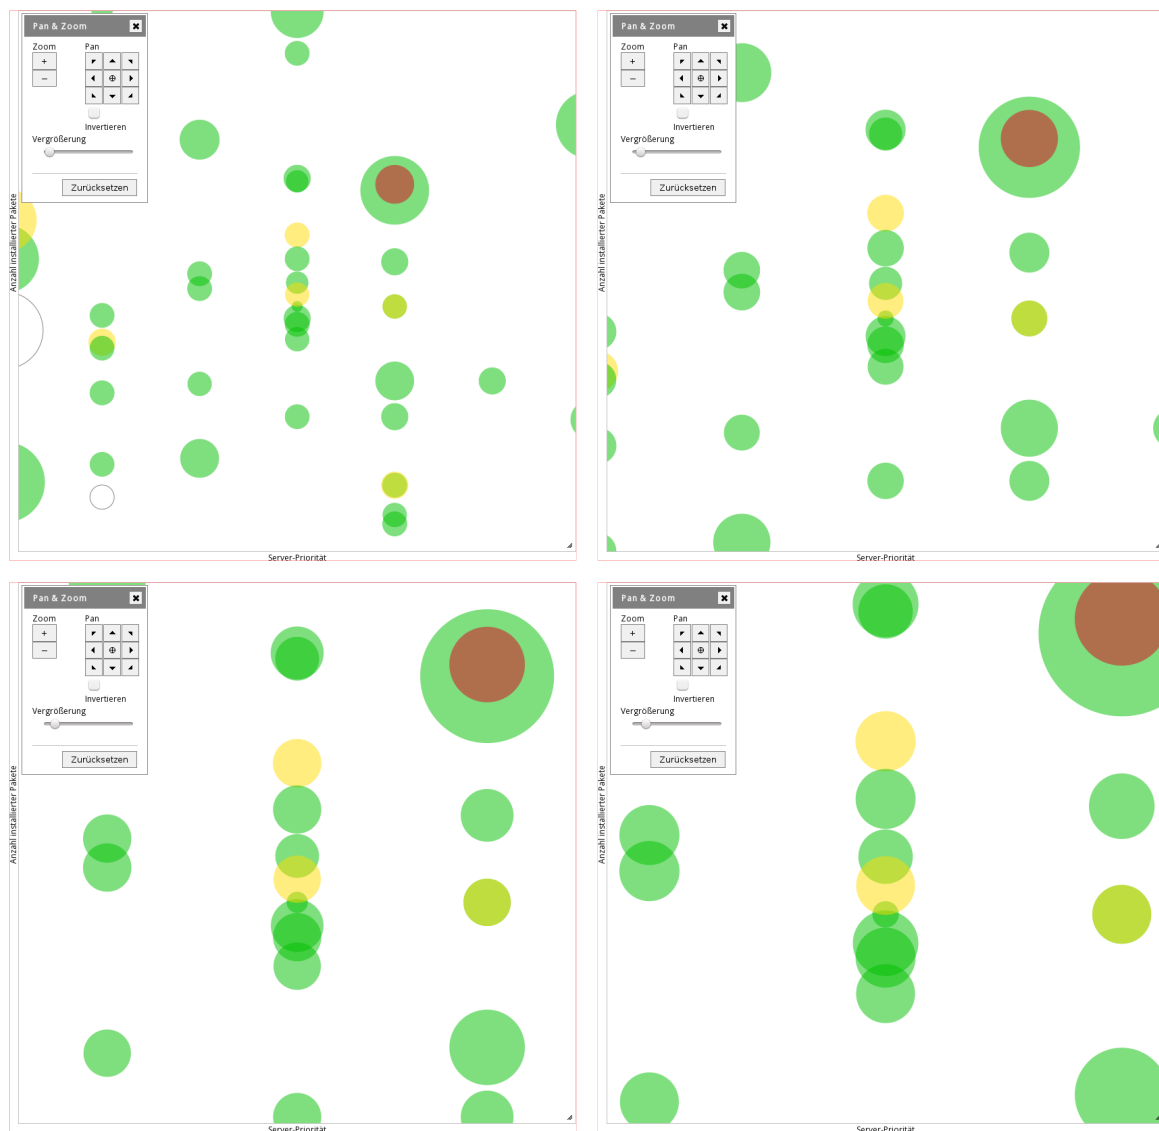 Pan & Zoom
Zoom
Pan
+
–
Invertieren
Vergrößerung
Zurücksetzen
Anzahl installierter Pakete
Server-Priorität
Pan & Zoom
Zoom
Pan
+
–
Invertieren
Vergrößerung
Zurücksetzen
Anzahl installierter Pakete
Server-Priorität
Pan & Zoom
Zoom
Pan
+
–
Invertieren
Vergrößerung
Zurücksetzen
Anzahl installierter Pakete
Server-Priorität
Pan & Zoom
Zoom
Pan
+
–
Invertieren
Vergrößerung
Zurücksetzen
Anzahl installierter Pakete
Server-Priorität